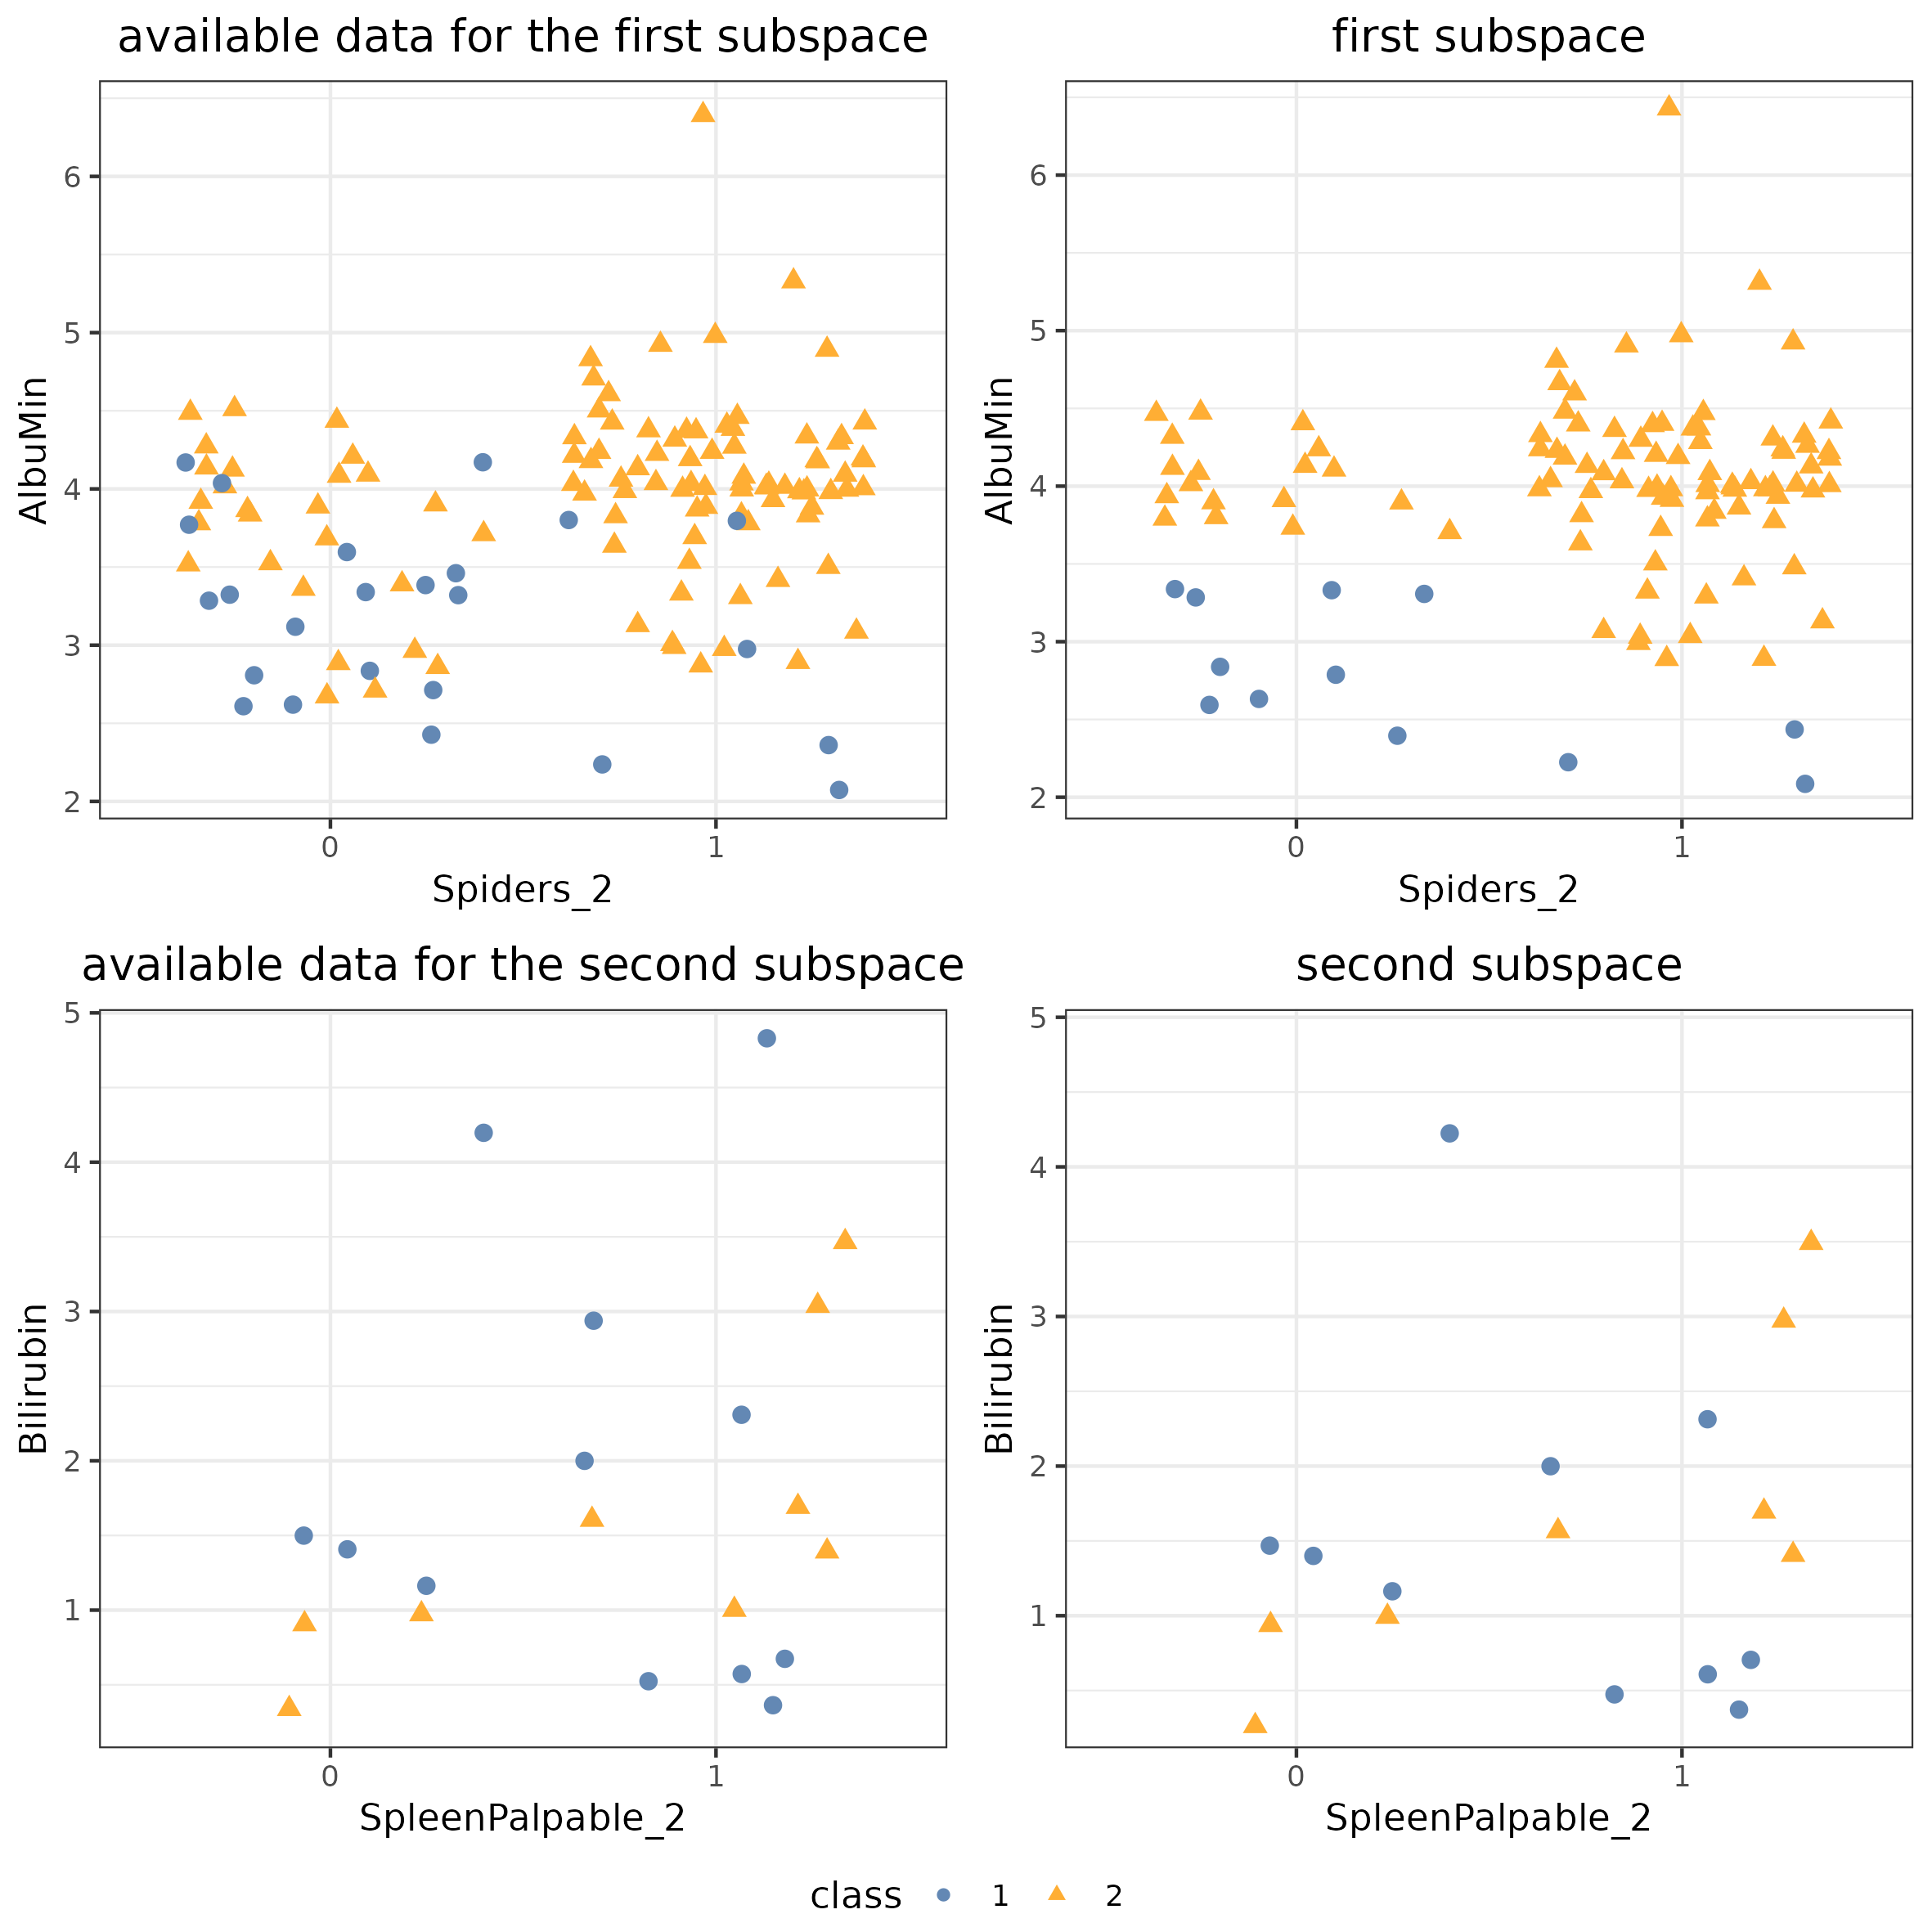 available data for the first subspace
first subspace
AlbuMin
6
5
4
3
2
0 1
Spiders_2
AlbuMin
6
5
4
3
2
0 1
Spiders_2
available data for the second subspace
second subspace
Bilirubin
5
4
3
2
1
0 1
SpleenPalpable_2
Bilirubin
5
4
3
2
1
0 1
SpleenPalpable_2
class 1 2